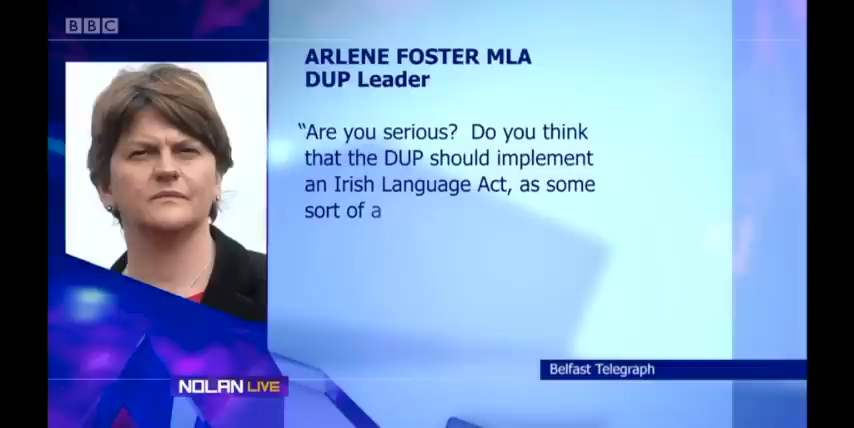 BBC
ARLENE FOSTER MLA
DUP Leader
“Are you serious? Do you think
that the DUP should implement
an Irish Language Act, as some
sort of a
Belfast Telegraph
NOLAN LIVE